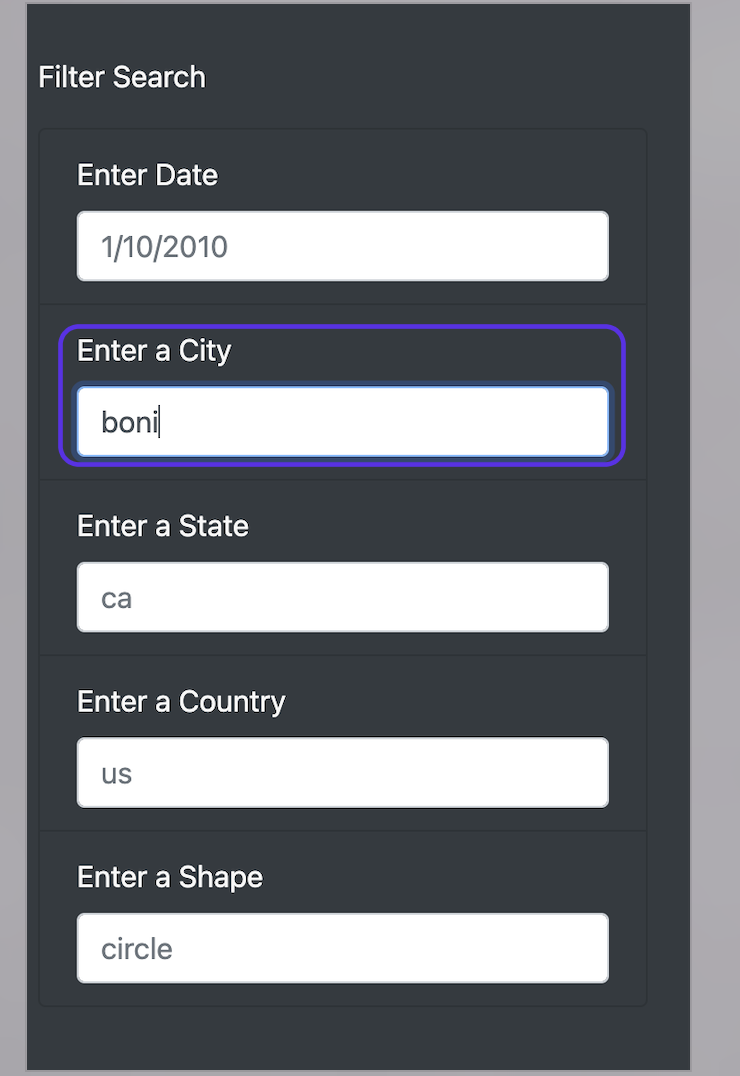 Filter Search
Enter Date
1/10/2010
Enter a City
boni
Enter a State
ca
Enter a Country
us
Enter a Shape
circle